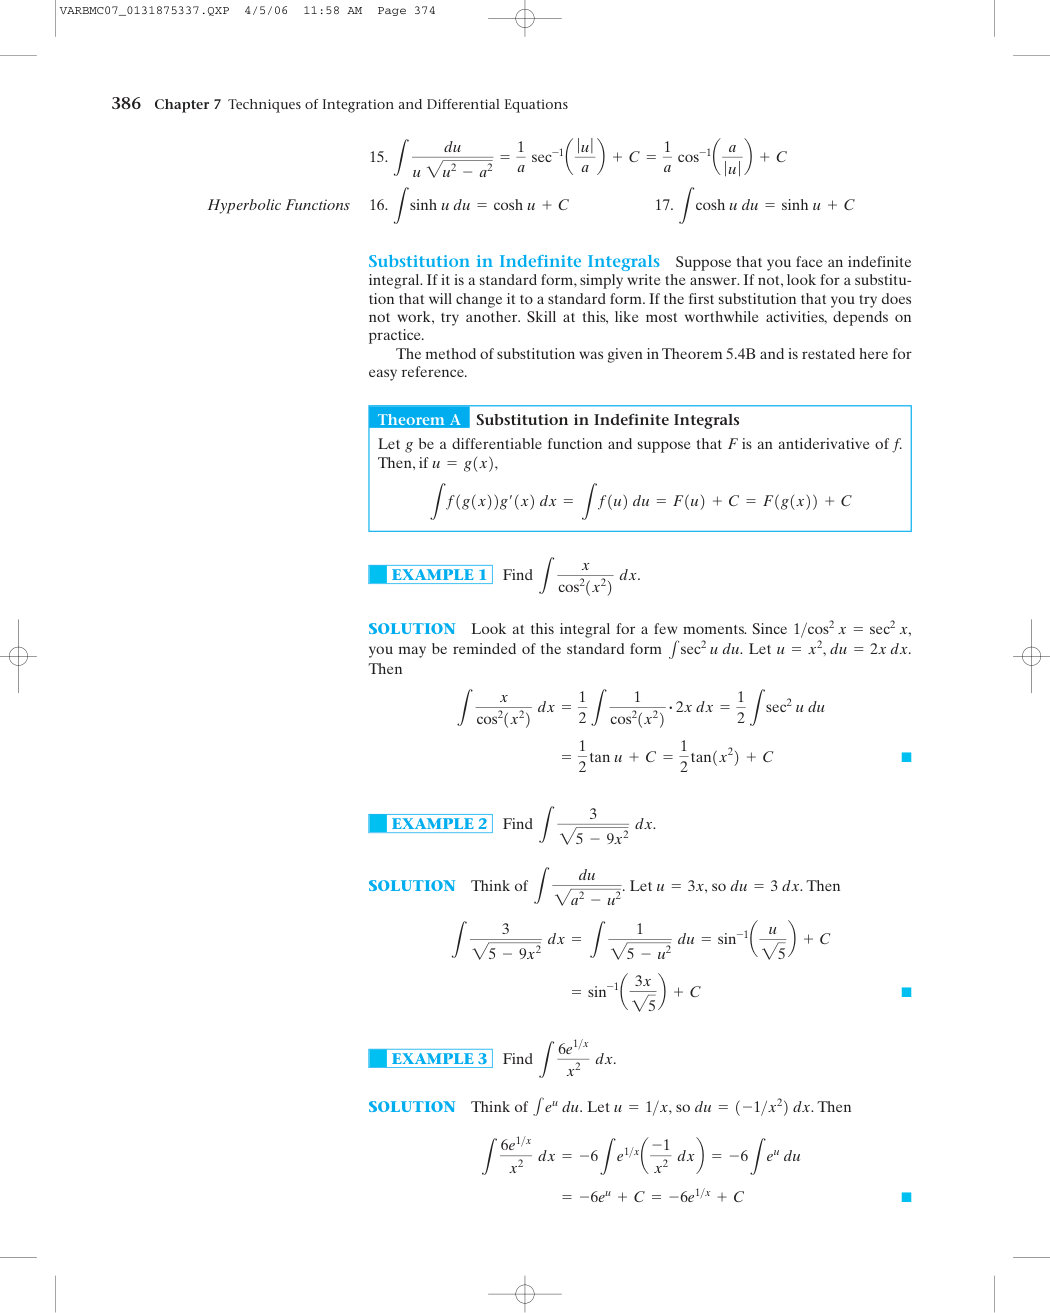 VARBMC07_0131875337.QXP 4/5/06 11:58 AM Page 374
386 Chapter 7 Techniques of Integration and Differential Equations
15. ∫ du / (u √(u² − a²)) = 1/a sec⁻¹(|u|/a) + C = 1/a cos⁻¹(a/|u|) + C
Hyperbolic Functions 16. ∫ sinh u du = cosh u + C 17. ∫ cosh u du = sinh u + C
Substitution in Indefinite Integrals Suppose that you face an indefinite
integral. If it is a standard form, simply write the answer. If not, look for a substitu-
tion that will change it to a standard form. If the first substitution that you try does
not work, try another. Skill at this, like most worthwhile activities, depends on
practice.
The method of substitution was given in Theorem 5.4B and is restated here for
easy reference.
Theorem A Substitution in Indefinite Integrals
Let g be a differentiable function and suppose that F is an antiderivative of f.
Then, if u = g(x),
∫ f(g(x))g′(x) dx = ∫ f(u) du = F(u) + C = F(g(x)) + C
EXAMPLE 1 Find ∫ x / cos²(x²) dx.
SOLUTION Look at this integral for a few moments. Since 1/cos² x = sec² x,
you may be reminded of the standard form ∫ sec² u du. Let u = x², du = 2x dx.
Then
∫ x / cos²(x²) dx = 1/2 ∫ 1 / cos²(x²) · 2x dx = 1/2 ∫ sec² u du
= 1/2 tan u + C = 1/2 tan(x²) + C
EXAMPLE 2 Find ∫ 3 / √(5 − 9x²) dx.
SOLUTION Think of ∫ du / √(a² − u²). Let u = 3x, so du = 3 dx. Then
∫ 3 / √(5 − 9x²) dx = ∫ 1 / √(5 − u²) du = sin⁻¹(u/√5) + C
= sin⁻¹(3x/√5) + C
EXAMPLE 3 Find ∫ 6e^(1/x) / x² dx.
SOLUTION Think of ∫ eᵘ du. Let u = 1/x, so du = (−1/x²) dx. Then
∫ 6e^(1/x) / x² dx = −6 ∫ e^(1/x)(−1/x² dx) = −6 ∫ eᵘ du
= −6eᵘ + C = −6e^(1/x) + C